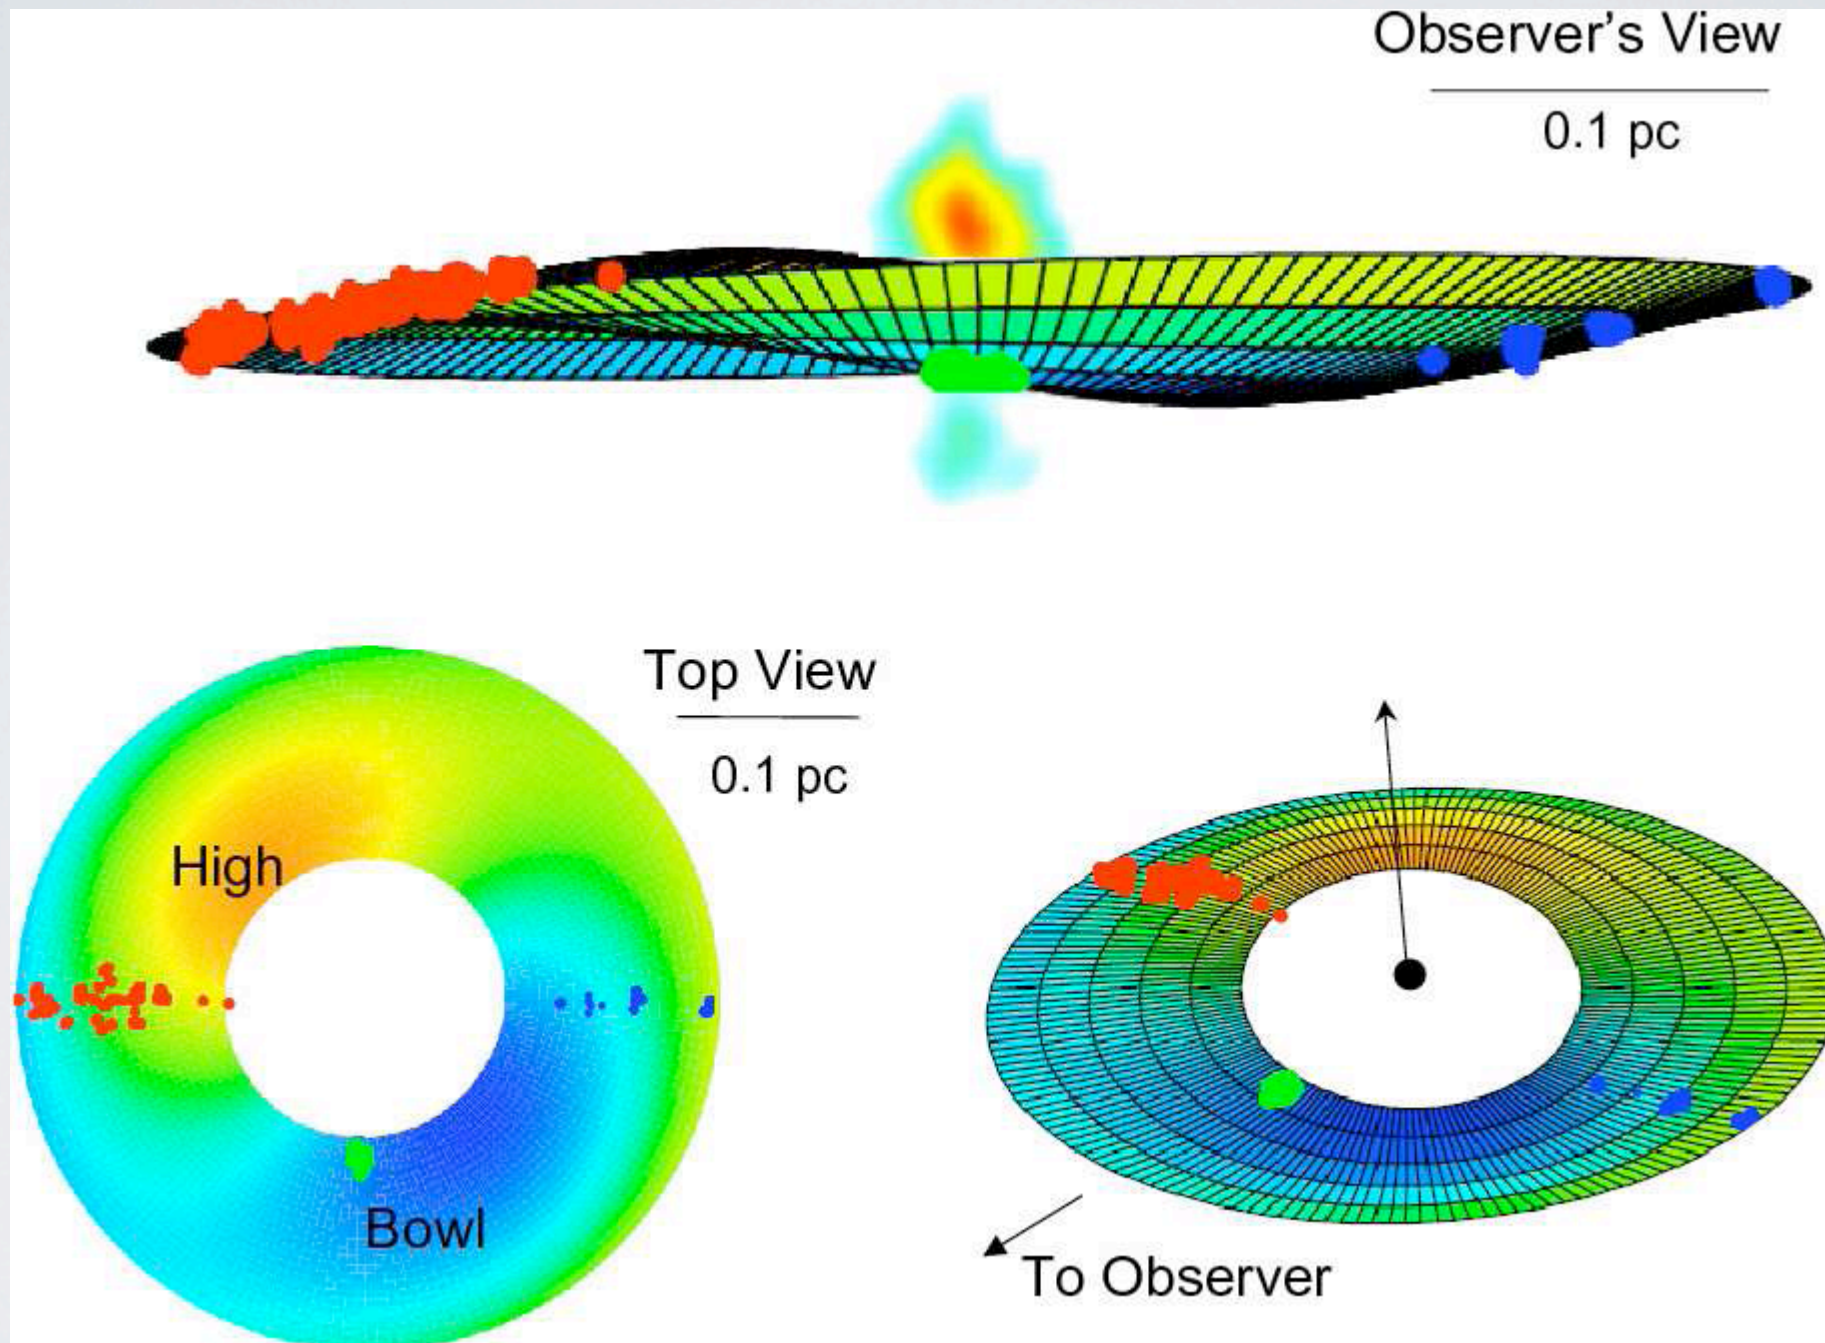 Observer’s View
0.1 pc
Top View
0.1 pc
High
Bowl
To Observer